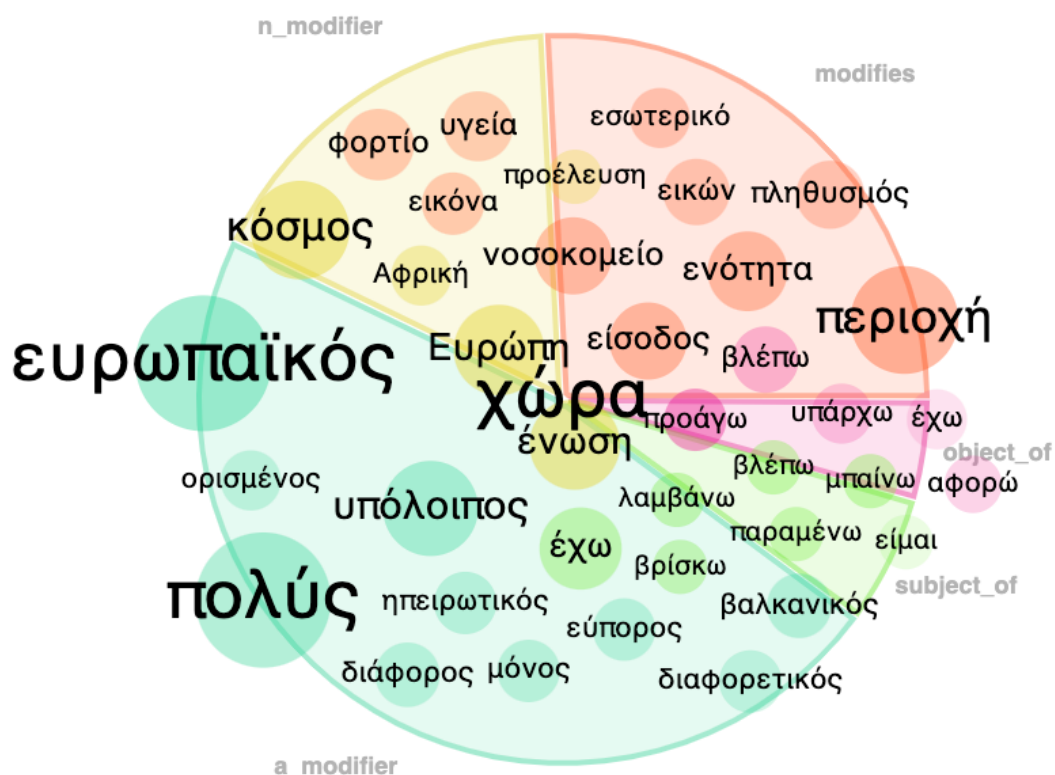 n_modifier
modifies
εσωτερικό
υγεία
φορτίο
προέλευση
εικών
πληθυσμός
εικόνα
κόσμος
νοσοκομείο
Αφρική
ενότητα
περιοχή
είσοδος
Ευρώπη
βλέπω
ευρωπαϊκός
χώρα
προάγω
υπάρχω
έχω
ένωση
object_of
βλέπω
μπαίνω
αφορώ
ορισμένος
λαμβάνω
υπόλοιπος
παραμένω
είμαι
έχω
βρίσκω
subject_of
πολύς
ηπειρωτικός
βαλκανικός
εύπορος
διάφορος
μόνος
διαφορετικός
a_modifier